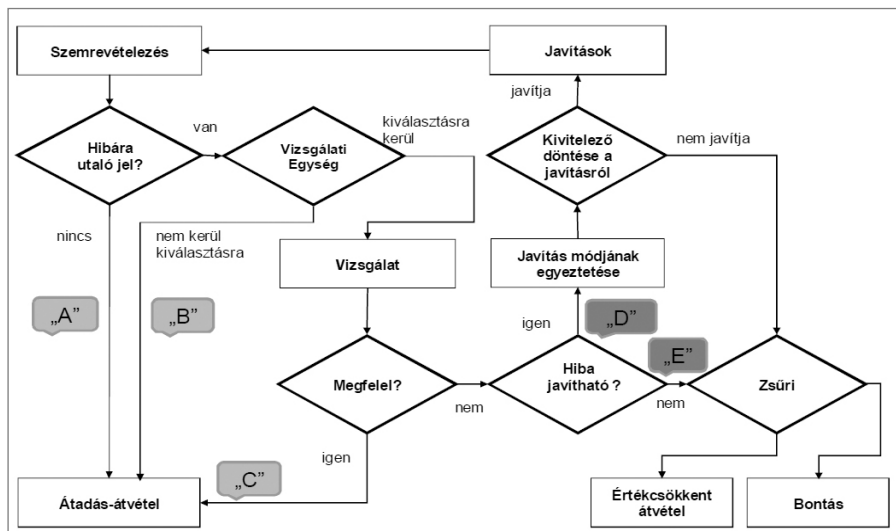 Szemrevételezés
Javítások
javítja
Hibára
utaló jel?
van
Vizsgálati
Egység
kiválasztásra
kerül
Kivitelező
döntése a
javításról
nem javítja
nincs
nem kerül
kiválasztásra
Vizsgálat
Javítás módjának
egyeztetése
„A”
„B”
igen
„D”
„E”
Megfelel?
nem
Hiba
javítható ?
nem
Zsűri
igen
„C”
Átadás-átvétel
Értékcsökkent
átvétel
Bontás